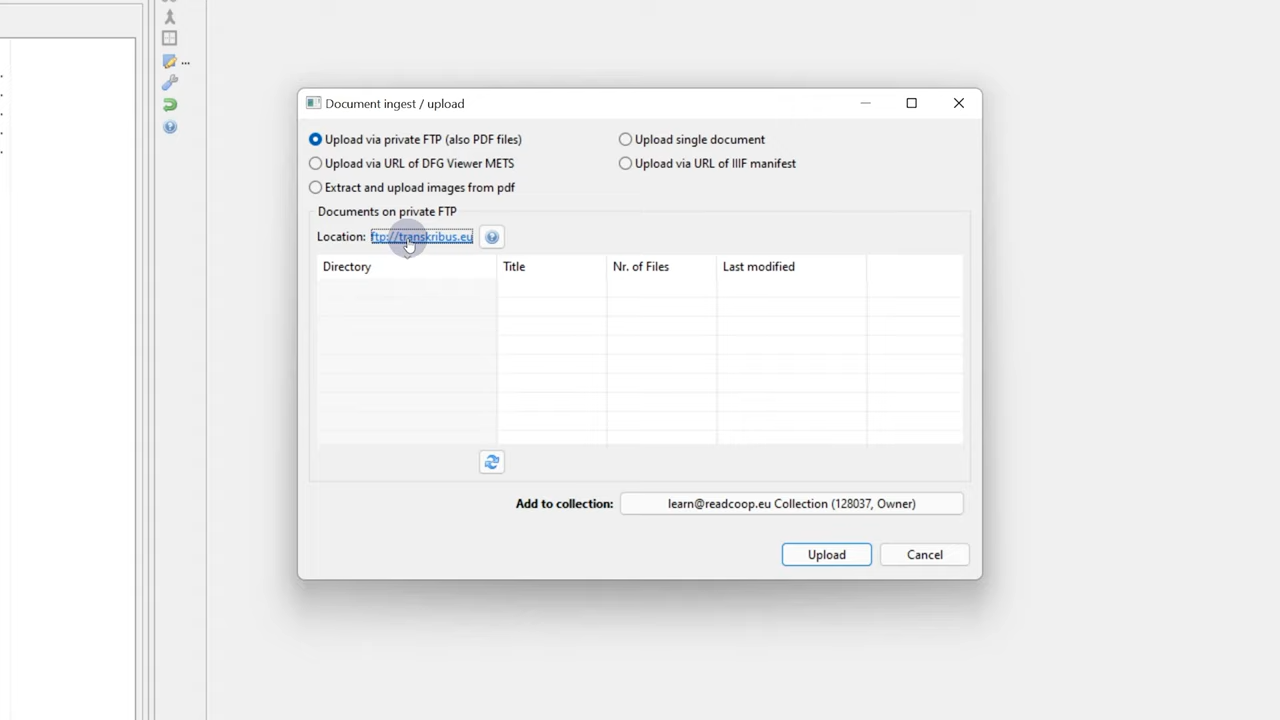 ...
Document ingest / upload
Upload via private FTP (also PDF files)
Upload single document
Upload via URL of DFG Viewer METS
Upload via URL of IIIF manifest
Extract and upload images from pdf
Documents on private FTP
Location: ftp://transkribus.eu
Directory Title Nr. of Files Last modified
Add to collection: learn@readcoop.eu Collection (128037, Owner)
Upload Cancel